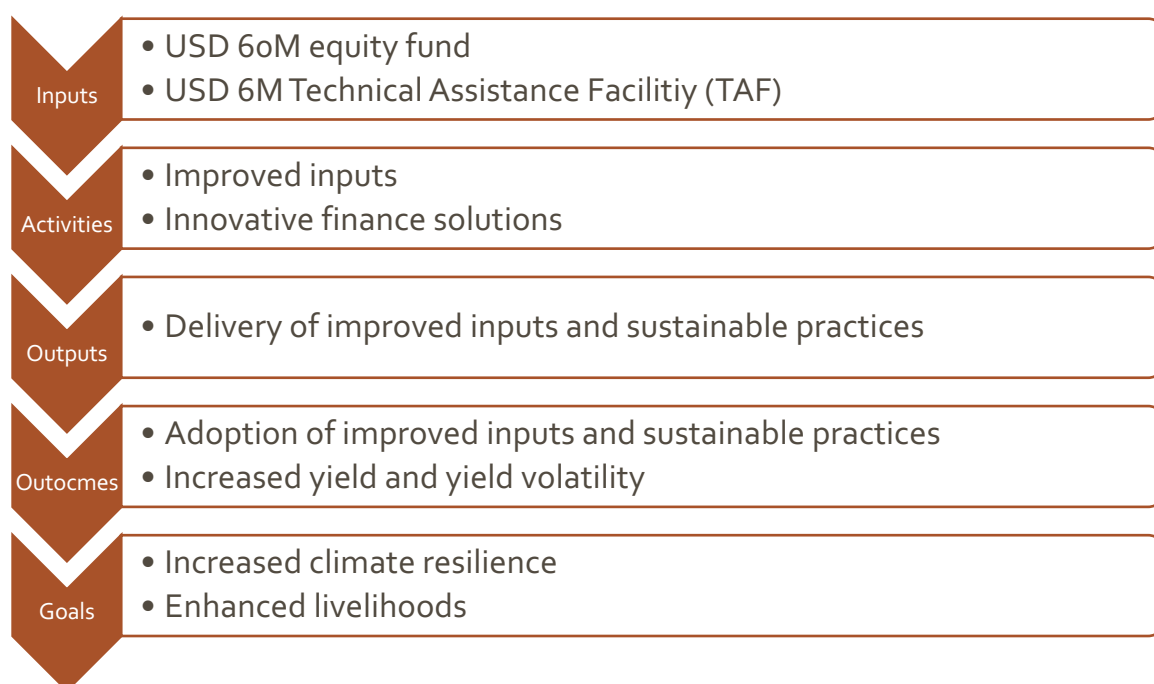 Inputs
• USD 60M equity fund
• USD 6M Technical Assistance Facilitiy (TAF)
Activities
• Improved inputs
• Innovative finance solutions
Outputs
• Delivery of improved inputs and sustainable practices
Outocmes
• Adoption of improved inputs and sustainable practices
• Increased yield and yield volatility
Goals
• Increased climate resilience
• Enhanced livelihoods